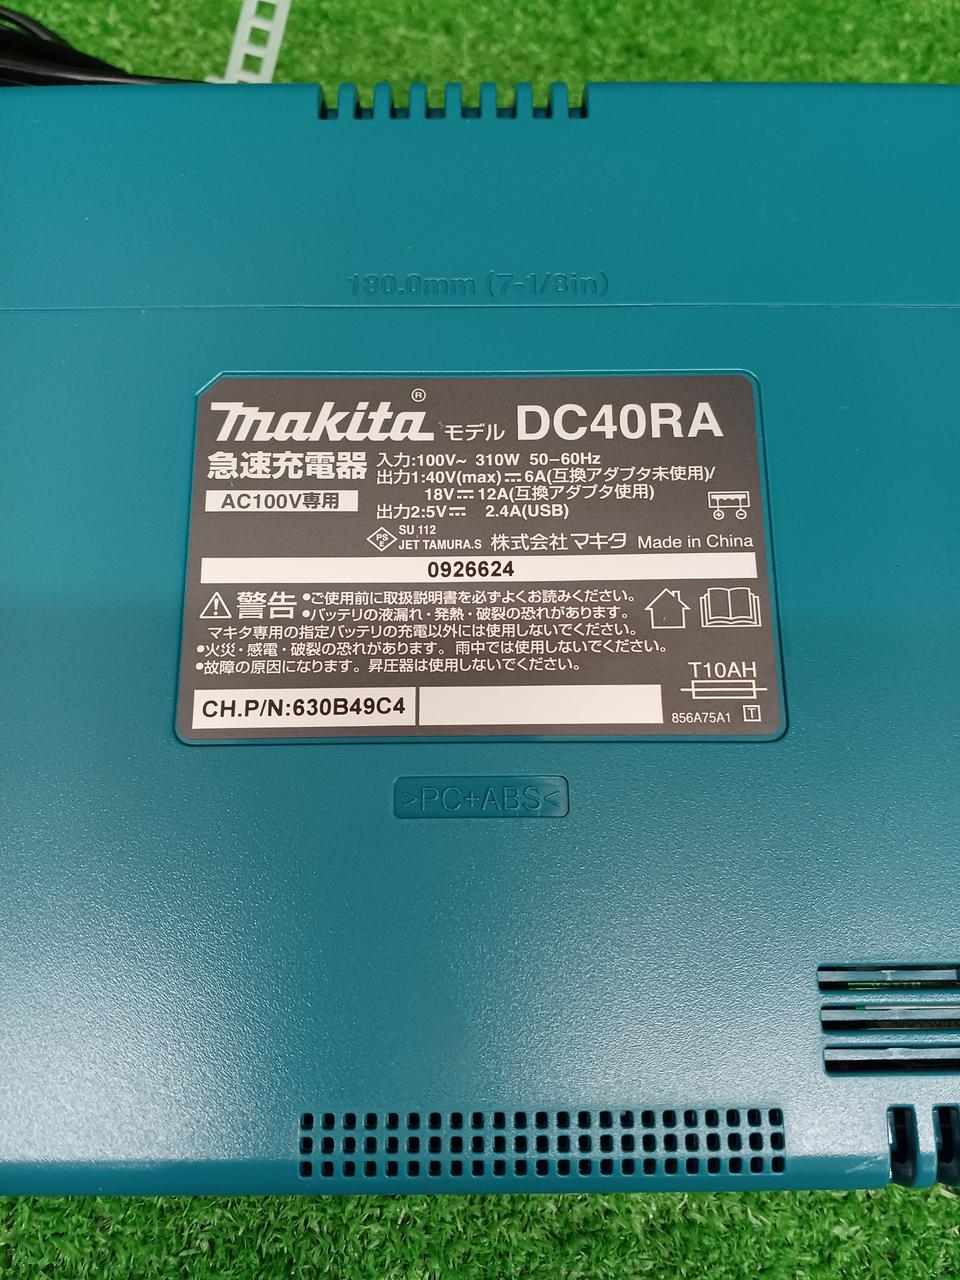 180.0mm (7-1/8in)
makita® モデル DC40RA
急速充電器
AC100V専用
入力:100V~ 310W 50-60Hz
出力1:40V(max)⎓6A(互換アダプタ未使用)/
18V⎓12A(互換アダプタ使用)
出力2:5V⎓ 2.4A(USB)
PS E
SU 112
JET TAMURA.S
株式会社マキタ Made in China
0926624
警告
•ご使用前に取扱説明書を必ずよくお読みください。
•バッテリの液漏れ・発熱・破裂の恐れがあります。
マキタ専用の指定バッテリの充電以外には使用しないでください。
•火災・感電・破裂の恐れがあります。雨中では使用しないでください。
•故障の原因になります。昇圧器は使用しないでください。
T10AH
CH.P/N:630B49C4
856A75A1 T
>PC+ABS<